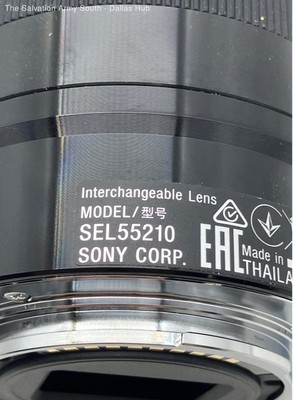 The Salvation Army South - Dallas Hub
Interchangeable Lens
MODEL/型号
SEL55210
SONY CORP.
EAC
Made in
THAILA